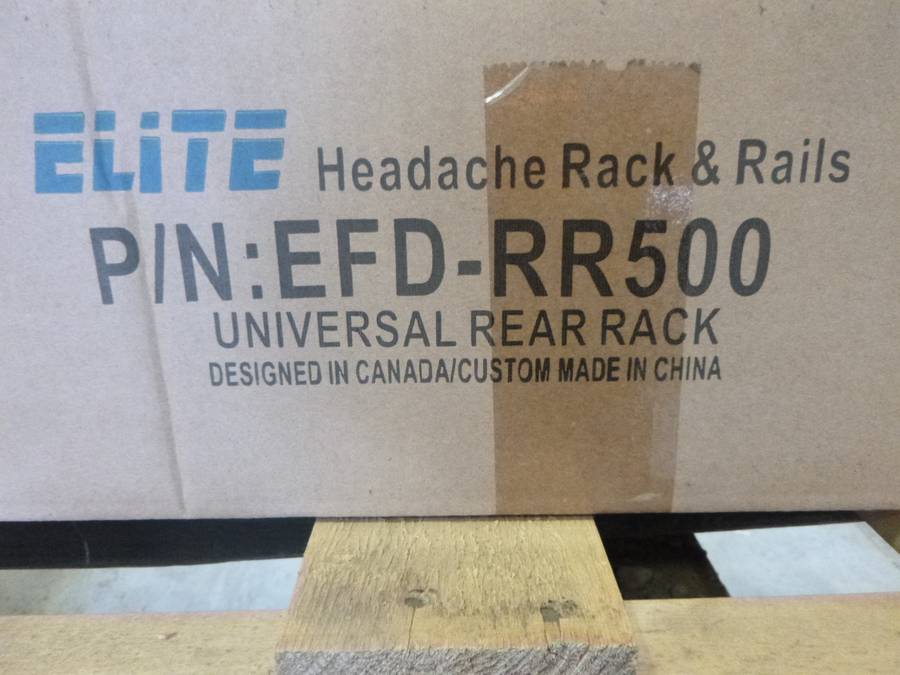 ELiTE Headache Rack & Rails
P/N:EFD-RR500
UNIVERSAL REAR RACK
DESIGNED IN CANADA/CUSTOM MADE IN CHINA